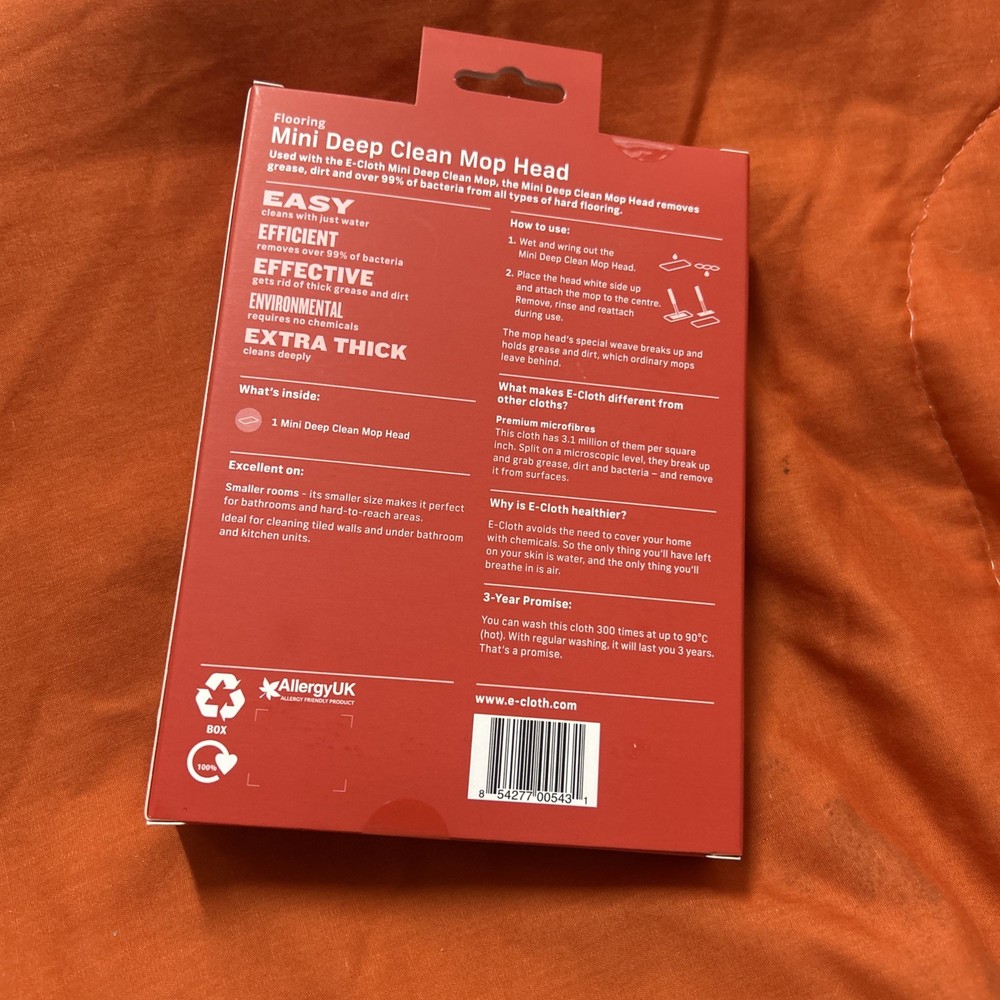 Flooring
Mini Deep Clean Mop Head
Used with the E-Cloth Mini Deep Clean Mop, the Mini Deep Clean Mop Head removes
grease, dirt and over 99% of bacteria from all types of hard flooring.
EASY
cleans with just water
EFFICIENT
removes over 99% of bacteria
EFFECTIVE
gets rid of thick grease and dirt
ENVIRONMENTAL
requires no chemicals
EXTRA THICK
cleans deeply
What's inside:
1 Mini Deep Clean Mop Head
Excellent on:
Smaller rooms - its smaller size makes it perfect
for bathrooms and hard-to-reach areas.
Ideal for cleaning tiled walls and under bathroom
and kitchen units.
How to use:
1. Wet and wring out the
Mini Deep Clean Mop Head.
2. Place the head white side up
and attach the mop to the centre.
Remove, rinse and reattach
during use.
The mop head's special weave breaks up and
holds grease and dirt, which ordinary mops
leave behind.
What makes E-Cloth different from
other cloths?
Premium microfibres
This cloth has 3.1 million of them per square
inch. Split on a microscopic level, they break up
and grab grease, dirt and bacteria – and remove
it from surfaces.
Why is E-Cloth healthier?
E-Cloth avoids the need to cover your home
with chemicals. So the only thing you'll have left
on your skin is water, and the only thing you'll
breathe in is air.
3-Year Promise:
You can wash this cloth 300 times at up to 90°C
(hot). With regular washing, it will last you 3 years.
That's a promise.
BOX
AllergyUK
ALLERGY FRIENDLY PRODUCT
100%
www.e-cloth.com
8 54277 00543 1